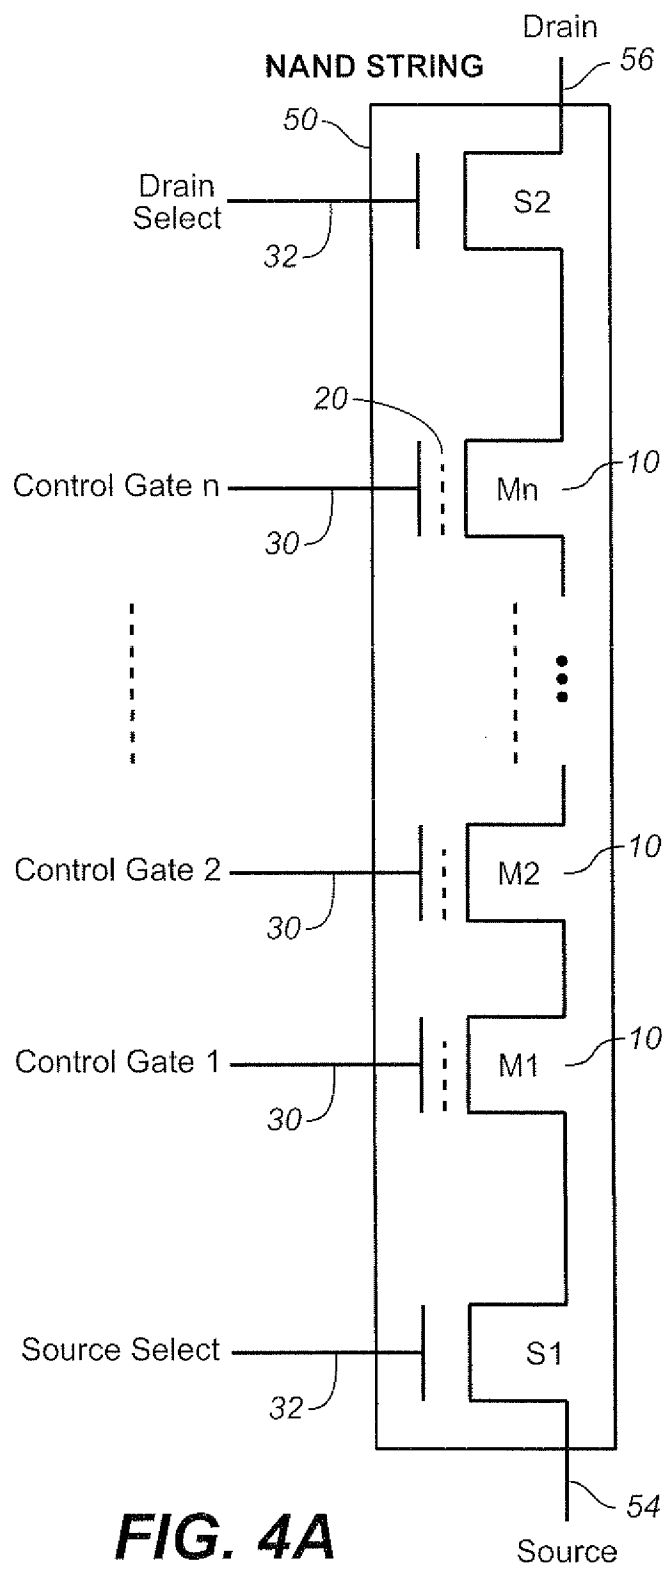 Drain
56
NAND STRING
50
Drain
Select
S2
32
20
10
Control Gate n
Mn
30
10
Control Gate 2
M2
30
10
Control Gate 1
M1
30
Source Select
S1
32
54
FIG. 4A
Source